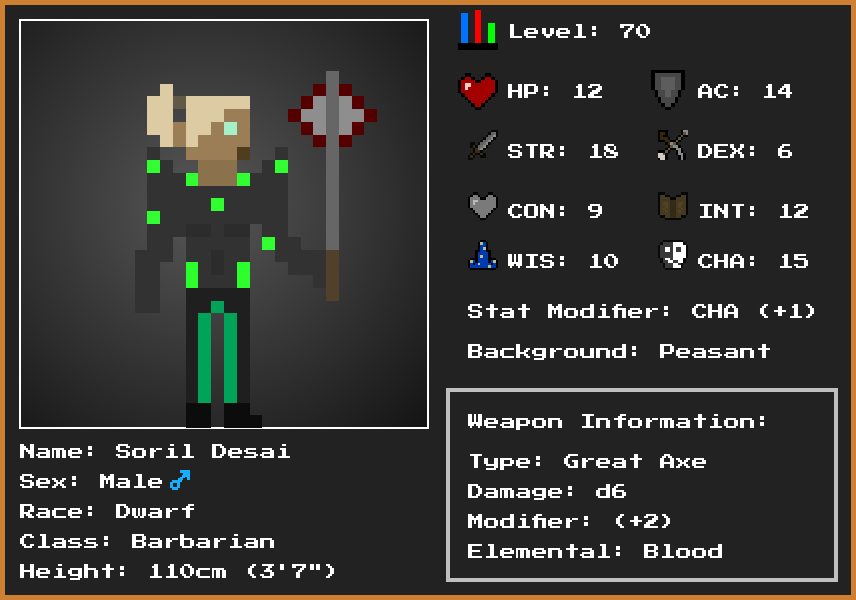 Level: 70
HP: 12 AC: 14
STR: 18 DEX: 6
CON: 9 INT: 12
WIS: 10 CHA: 15
Stat Modifier: CHA (+1)
Background: Peasant
Weapon Information:
Type: Great Axe
Damage: d6
Modifier: (+2)
Elemental: Blood
Name: Soril Desai
Sex: Male♂
Race: Dwarf
Class: Barbarian
Height: 110cm (3'7")